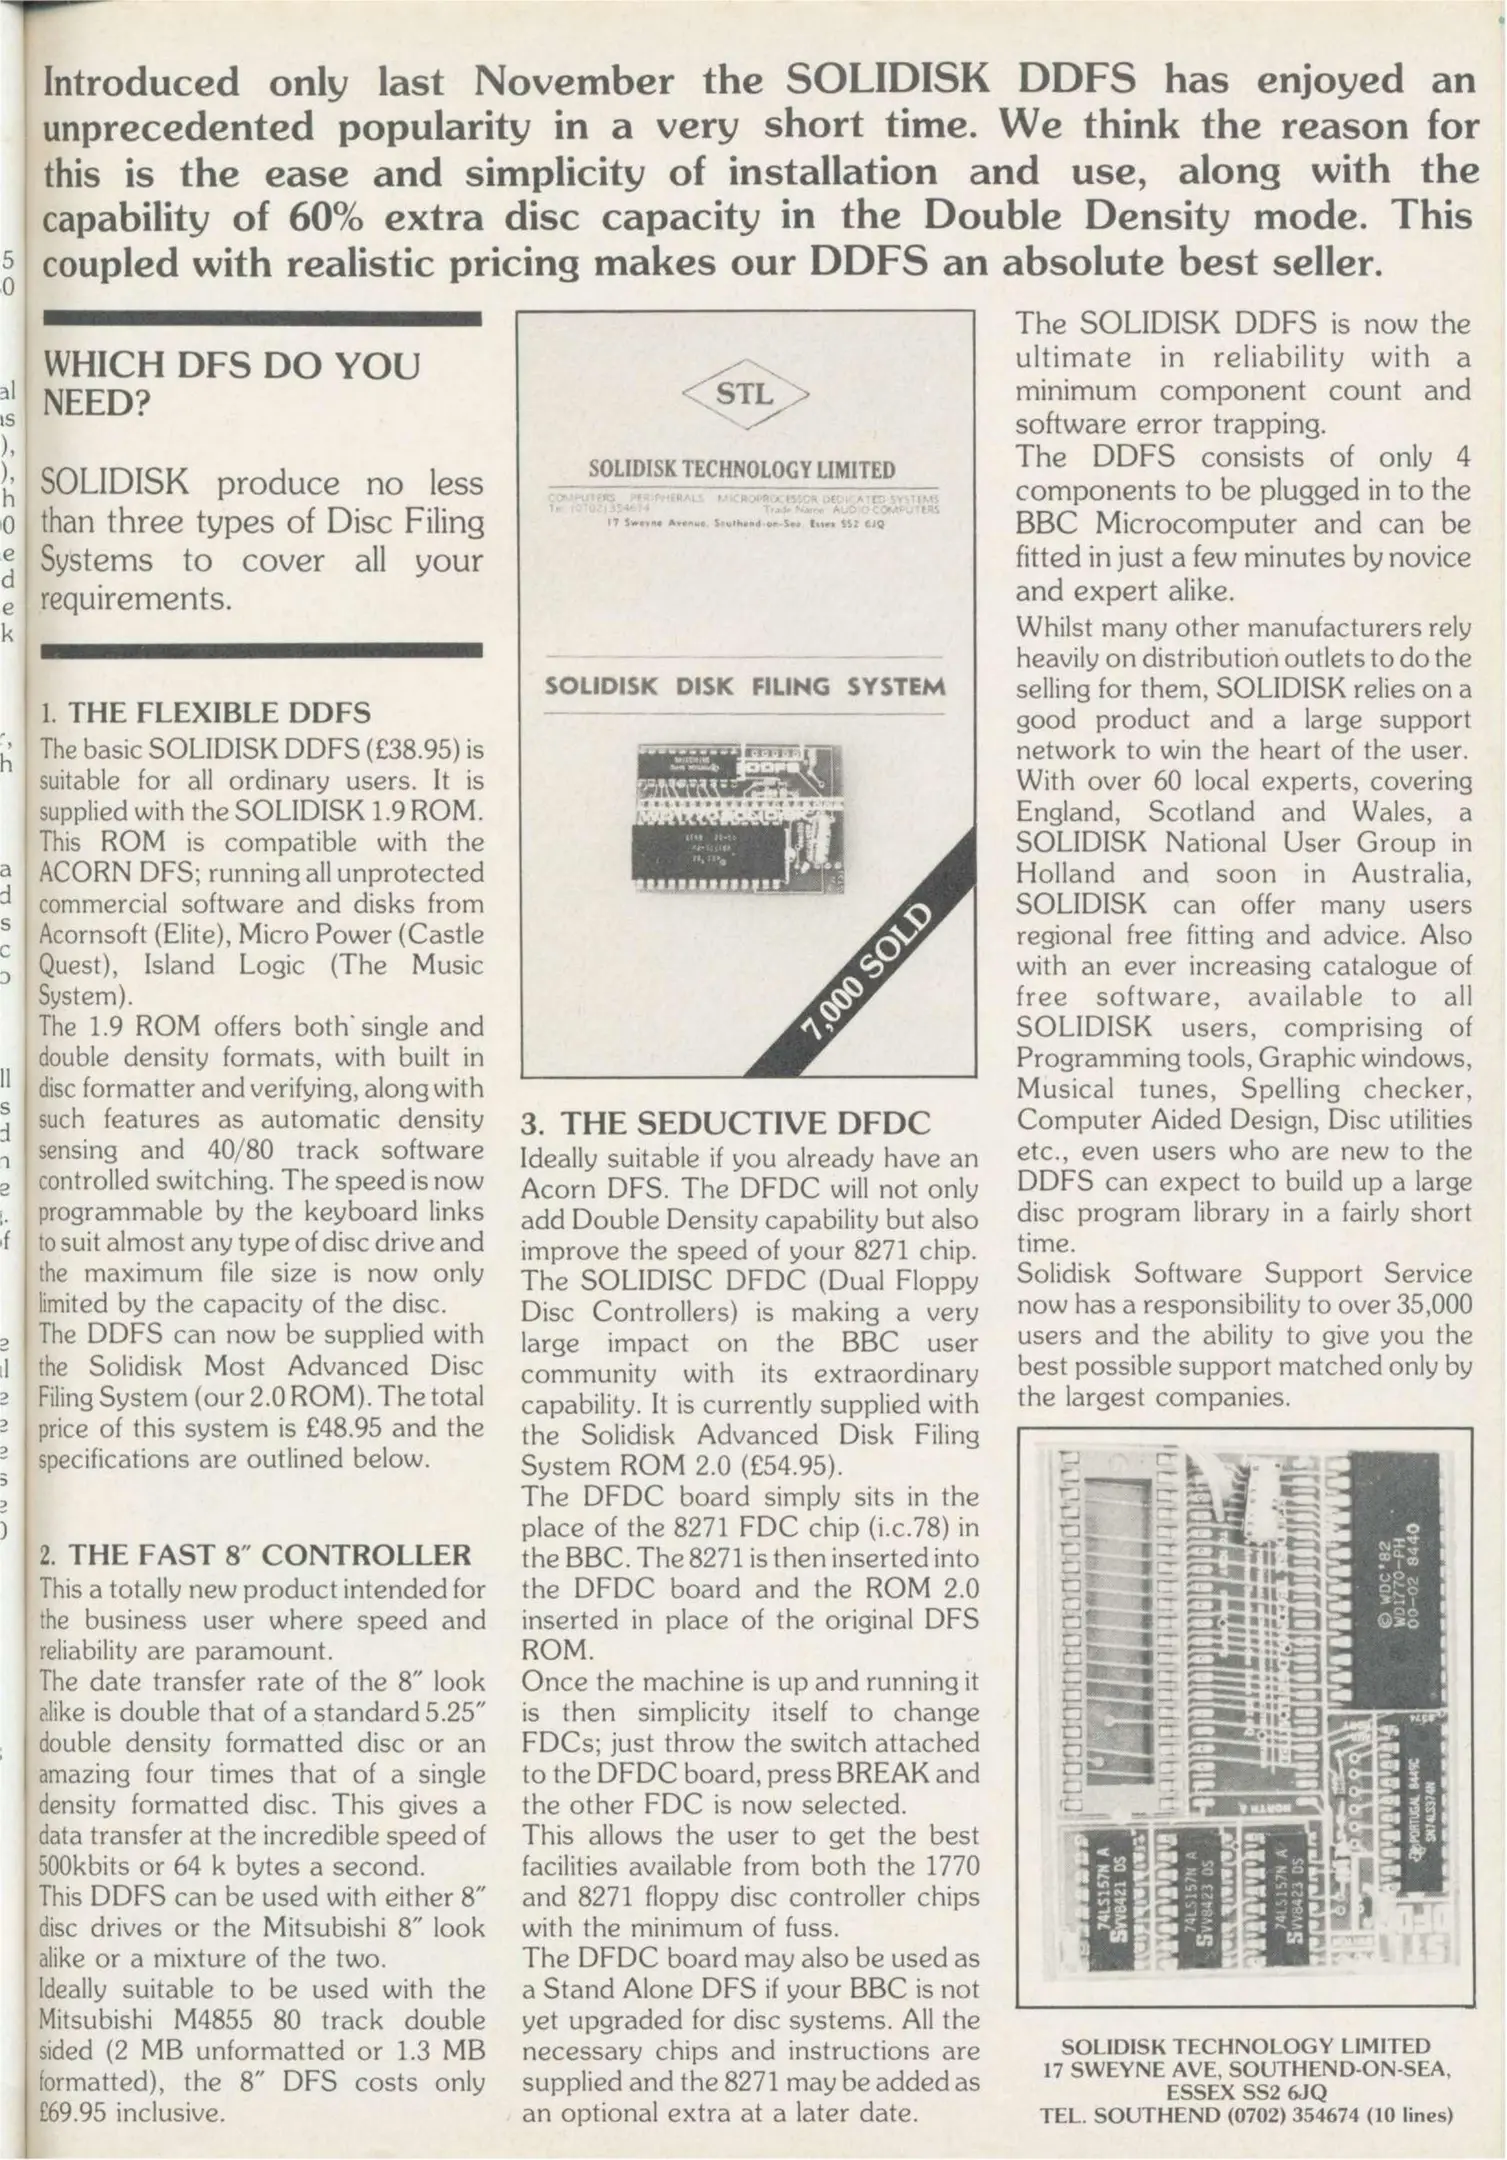 Introduced only last November the SOLIDISK DDFS has enjoyed an
unprecedented popularity in a very short time. We think the reason for
this is the ease and simplicity of installation and use, along with the
capability of 60% extra disc capacity in the Double Density mode. This
coupled with realistic pricing makes our DDFS an absolute best seller.
WHICH DFS DO YOU
NEED?
SOLIDISK produce no less
than three types of Disc Filing
Systems to cover all your
requirements.
1. THE FLEXIBLE DDFS
The basic SOLIDISK DDFS (£38.95) is
suitable for all ordinary users. It is
supplied with the SOLIDISK 1.9 ROM.
This ROM is compatible with the
ACORN DFS; running all unprotected
commercial software and disks from
Acornsoft (Elite), Micro Power (Castle
Quest), Island Logic (The Music
System).
The 1.9 ROM offers both single and
double density formats, with built in
disc formatter and verifying, along with
such features as automatic density
sensing and 40/80 track software
controlled switching. The speed is now
programmable by the keyboard links
to suit almost any type of disc drive and
the maximum file size is now only
limited by the capacity of the disc.
The DDFS can now be supplied with
the Solidisk Most Advanced Disc
Filing System (our 2.0 ROM). The total
price of this system is £48.95 and the
specifications are outlined below.
2. THE FAST 8″ CONTROLLER
This a totally new product intended for
the business user where speed and
reliability are paramount.
The date transfer rate of the 8″ look
alike is double that of a standard 5.25″
double density formatted disc or an
amazing four times that of a single
density formatted disc. This gives a
data transfer at the incredible speed of
500kbits or 64 k bytes a second.
This DDFS can be used with either 8″
disc drives or the Mitsubishi 8″ look
alike or a mixture of the two.
Ideally suitable to be used with the
Mitsubishi M4855 80 track double
sided (2 MB unformatted or 1.3 MB
formatted), the 8″ DFS costs only
£69.95 inclusive.
STL
SOLIDISK TECHNOLOGY LIMITED
COMPUTERS PERIPHERALS MICROPROCESSOR DEDICATED SYSTEMS
Tel (0702) 354674 Trade Name AUDIO COMPUTERS
17 Sweyne Avenue, Southend-on-Sea, Essex SS2 6JQ
SOLIDISK DISK FILING SYSTEM
DDFS
7,000 SOLD
3. THE SEDUCTIVE DFDC
Ideally suitable if you already have an
Acorn DFS. The DFDC will not only
add Double Density capability but also
improve the speed of your 8271 chip.
The SOLIDISC DFDC (Dual Floppy
Disc Controllers) is making a very
large impact on the BBC user
community with its extraordinary
capability. It is currently supplied with
the Solidisk Advanced Disk Filing
System ROM 2.0 (£54.95).
The DFDC board simply sits in the
place of the 8271 FDC chip (i.c.78) in
the BBC. The 8271 is then inserted into
the DFDC board and the ROM 2.0
inserted in place of the original DFS
ROM.
Once the machine is up and running it
is then simplicity itself to change
FDCs; just throw the switch attached
to the DFDC board, press BREAK and
the other FDC is now selected.
This allows the user to get the best
facilities available from both the 1770
and 8271 floppy disc controller chips
with the minimum of fuss.
The DFDC board may also be used as
a Stand Alone DFS if your BBC is not
yet upgraded for disc systems. All the
necessary chips and instructions are
supplied and the 8271 may be added as
an optional extra at a later date.
The SOLIDISK DDFS is now the
ultimate in reliability with a
minimum component count and
software error trapping.
The DDFS consists of only 4
components to be plugged in to the
BBC Microcomputer and can be
fitted in just a few minutes by novice
and expert alike.
Whilst many other manufacturers rely
heavily on distribution outlets to do the
selling for them, SOLIDISK relies on a
good product and a large support
network to win the heart of the user.
With over 60 local experts, covering
England, Scotland and Wales, a
SOLIDISK National User Group in
Holland and soon in Australia,
SOLIDISK can offer many users
regional free fitting and advice. Also
with an ever increasing catalogue of
free software, available to all
SOLIDISK users, comprising of
Programming tools, Graphic windows,
Musical tunes, Spelling checker,
Computer Aided Design, Disc utilities
etc., even users who are new to the
DDFS can expect to build up a large
disc program library in a fairly short
time.
Solidisk Software Support Service
now has a responsibility to over 35,000
users and the ability to give you the
best possible support matched only by
the largest companies.
© WDC '82
WD1770-PH
00-02 8440
PORTUGAL 8449C
SN74LS374N
NORTH 4
74LS157N A
SVV8421 DS
74LS157N A
SVV8423 DS
74LS157N A
SVV8423 DS
SOLIDISK TECHNOLOGY LIMITED
17 SWEYNE AVE, SOUTHEND-ON-SEA,
ESSEX SS2 6JQ
TEL. SOUTHEND (0702) 354674 (10 lines)